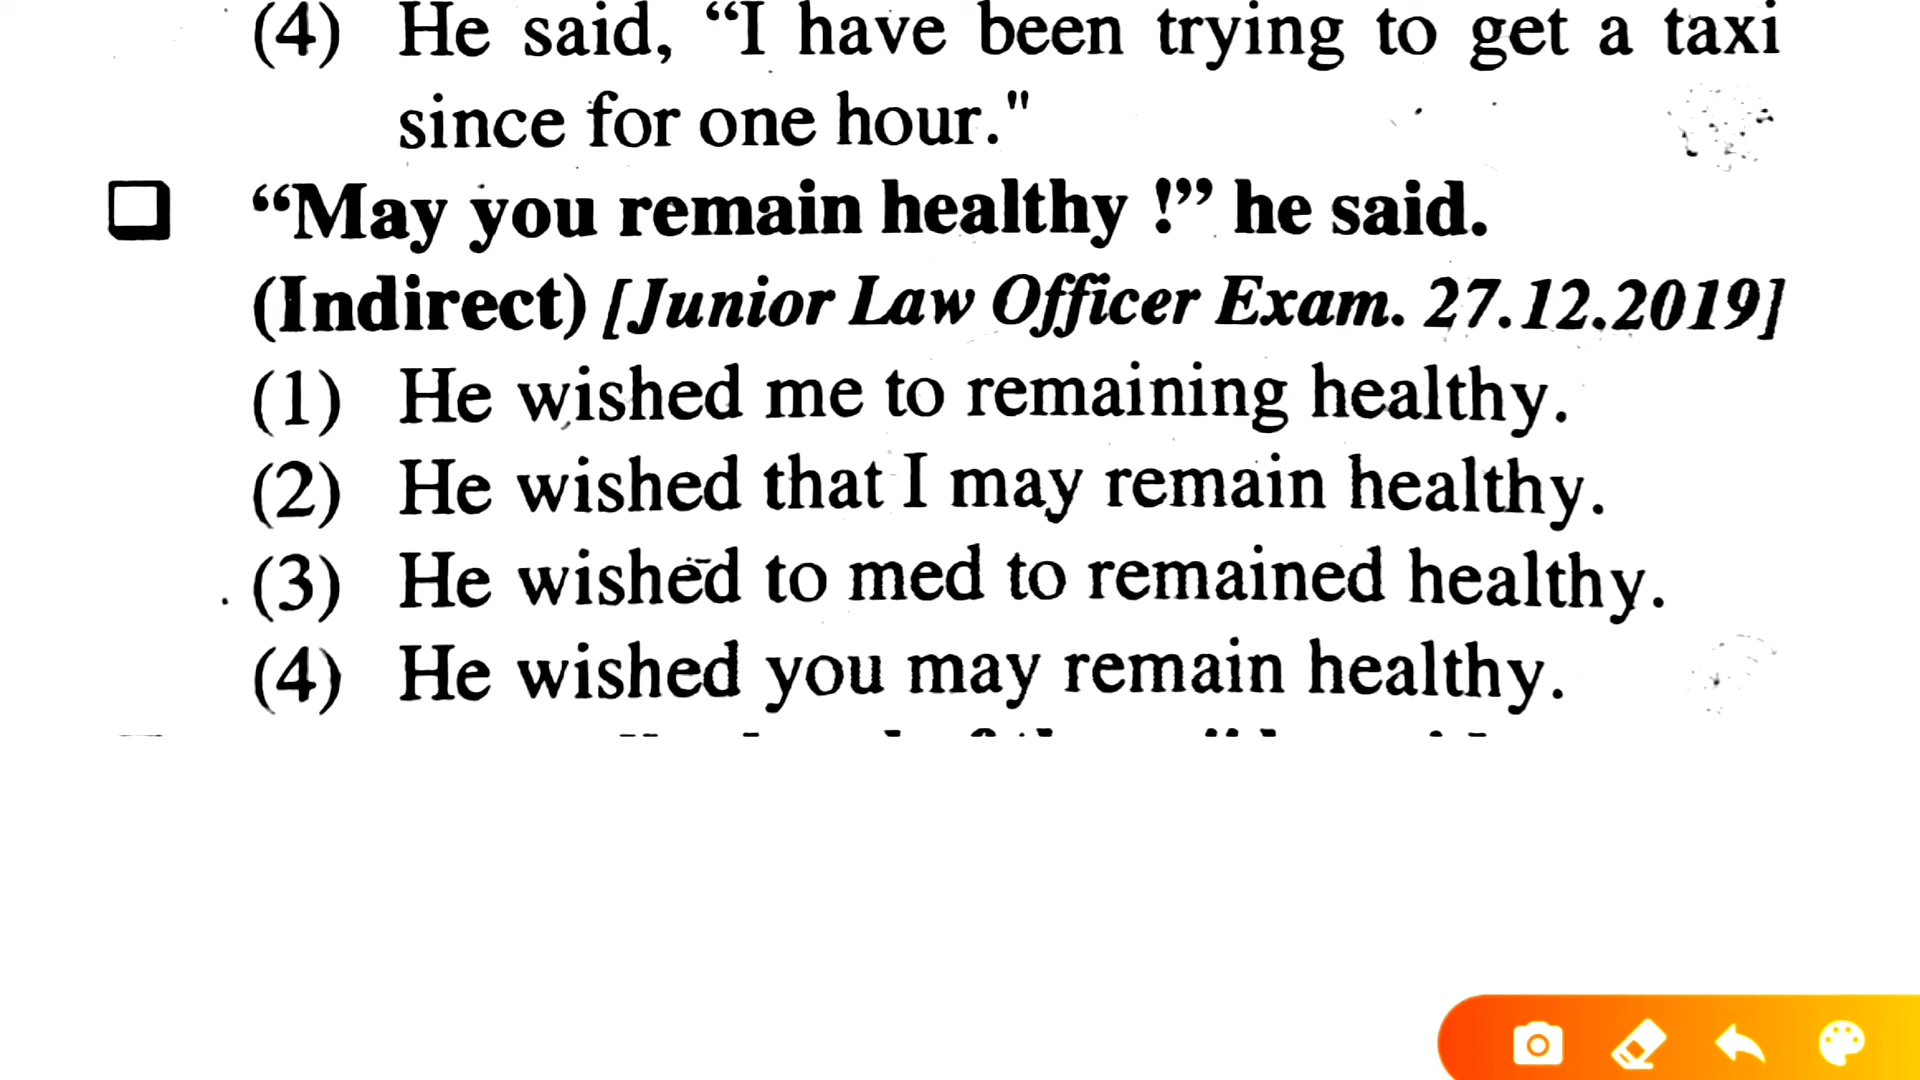 (4) He said, “I have been trying to get a taxi
since for one hour."
“May you remain healthy !” he said.
(Indirect) [Junior Law Officer Exam. 27.12.2019]
(1) He wished me to remaining healthy.
(2) He wished that I may remain healthy.
(3) He wished to med to remained healthy.
(4) He wished you may remain healthy.